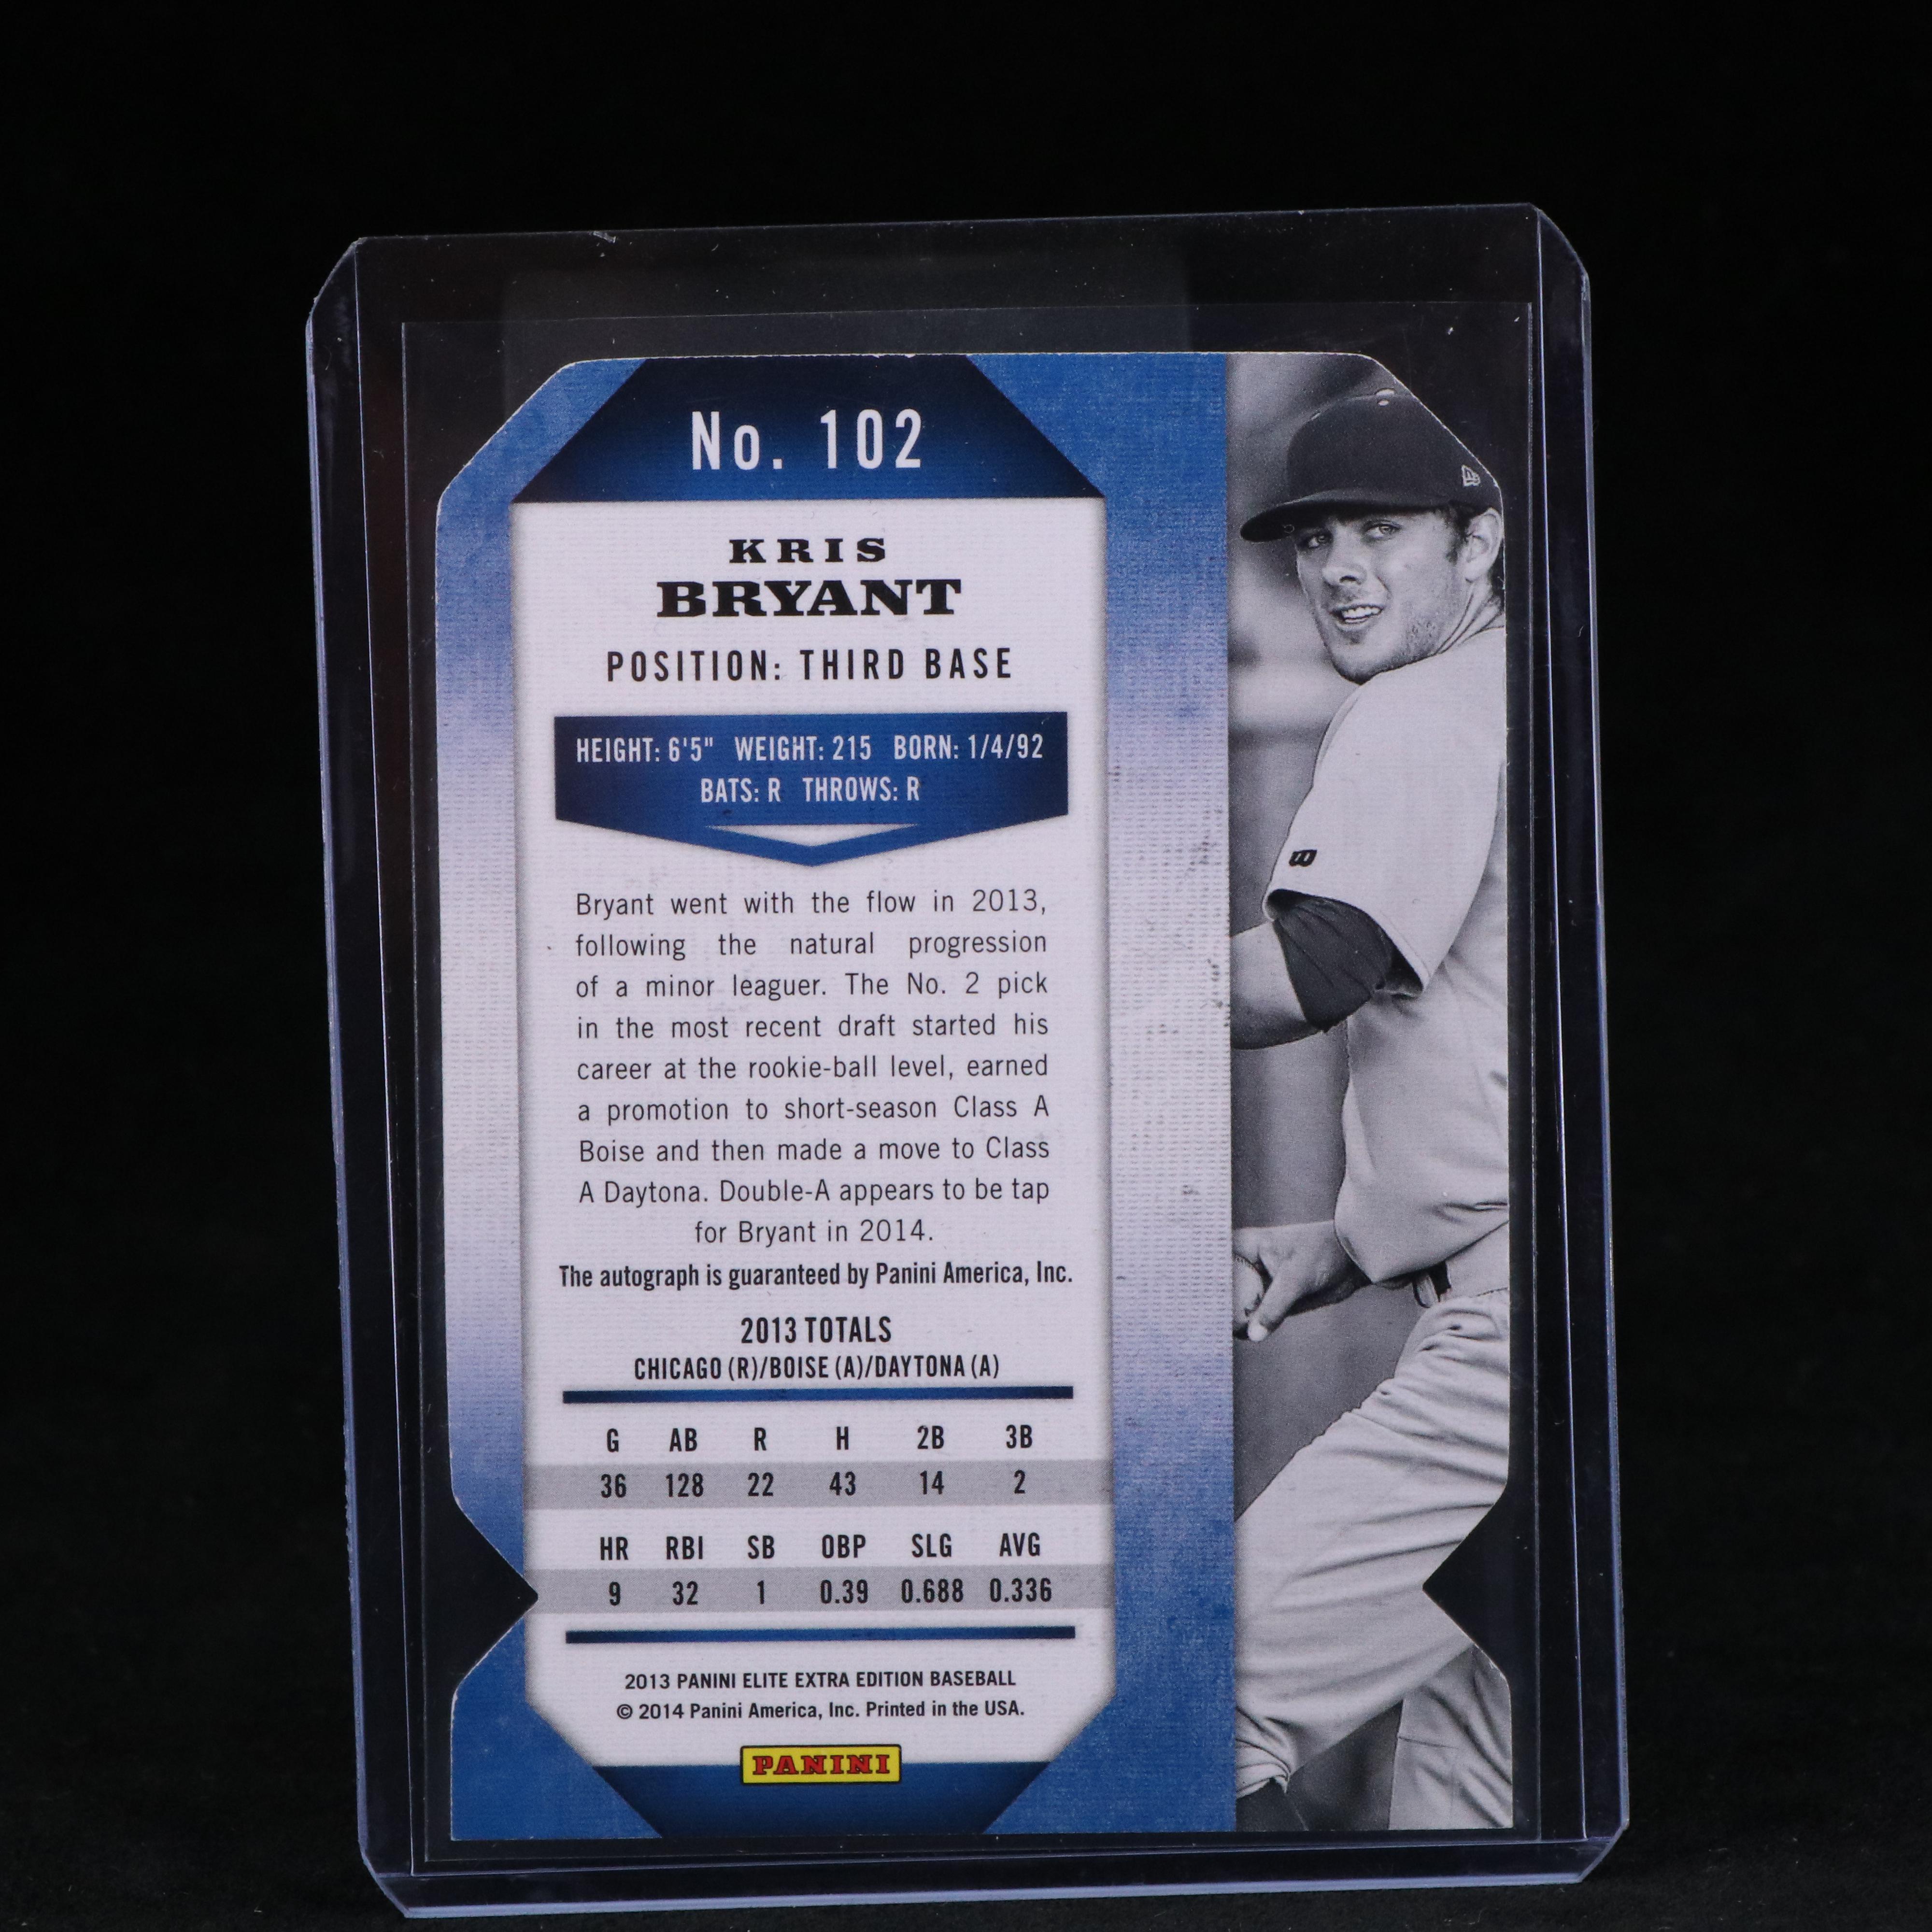 No. 102
KRIS
BRYANT
POSITION: THIRD BASE
HEIGHT: 6'5" WEIGHT: 215 BORN: 1/4/92
BATS: R THROWS: R
Bryant went with the flow in 2013,
following the natural progression
of a minor leaguer. The No. 2 pick
in the most recent draft started his
career at the rookie-ball level, earned
a promotion to short-season Class A
Boise and then made a move to Class
A Daytona. Double-A appears to be tap
for Bryant in 2014.
The autograph is guaranteed by Panini America, Inc.
2013 TOTALS
CHICAGO (R)/BOISE (A)/DAYTONA (A)
G AB R H 2B 3B
36 128 22 43 14 2
HR RBI SB OBP SLG AVG
9 32 1 0.39 0.688 0.336
2013 PANINI ELITE EXTRA EDITION BASEBALL
© 2014 Panini America, Inc. Printed in the USA.
PANINI